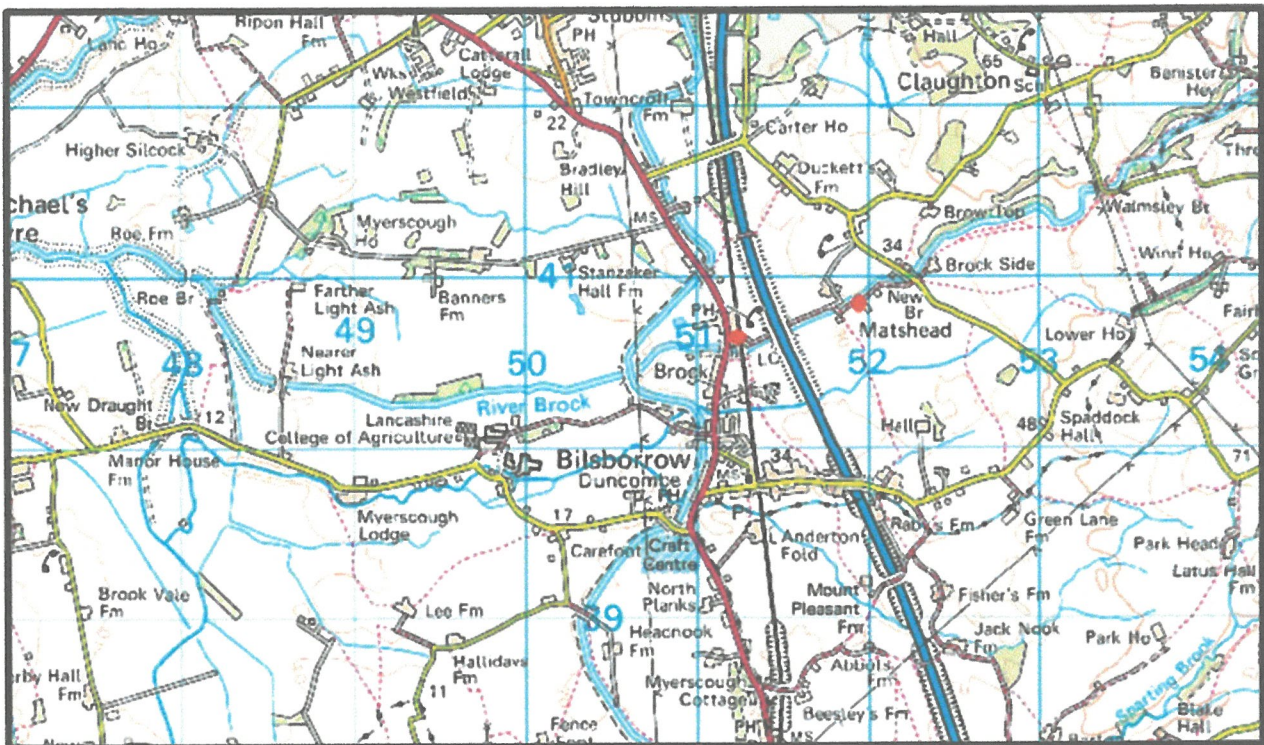 Ripon Hall
Fm
PH
Hall
65
Catterall
Lodge
Wks
Westfield
Claughton
Sch
Banister
Hey
Towncroft
Fm
22
Carter Ho
Higher Silcock
Bradley
Hill
Duckett's
Fm
Walmsley Br
chael's
yre
Roe Fm
Myerscough
Ho
MS
Brow Top
34
Winn Ho
Brock Side
Stanzaker
Hall Fm
Roe Br
Farther
Light Ash
Banners
Fm
PH
New
Br
Matshead
Lower Ho
49
51
7
48
Nearer
Light Ash
50
LC
52
53
54
Brock
River Brock
New Draught
Br
12
Lancashire
College of Agriculture
Hall
48
Spaddock
Hall
Manor House
Fm
Bilsborrow
Duncombe
34
MS
71
PH
Myerscough
Lodge
17
P
Raby's Fm
Green Lane
Fm
Carefoot
Craft
Centre
Anderton
Fold
Park Head
Latus Hall
Fm
Brook Vale
Fm
Lee Fm
North
Planks
Mount
Pleasant
Fm
Fisher's Fm
39
Heacnook
Fm
Jack Nook
Fm
Park Ho
erby Hall
Fm
Hallidays
Fm
Myerscough
Cottage
Abbots
Fm
Sparting Brook
11
Beesley's Fm
Blake
Hall
PH
MS